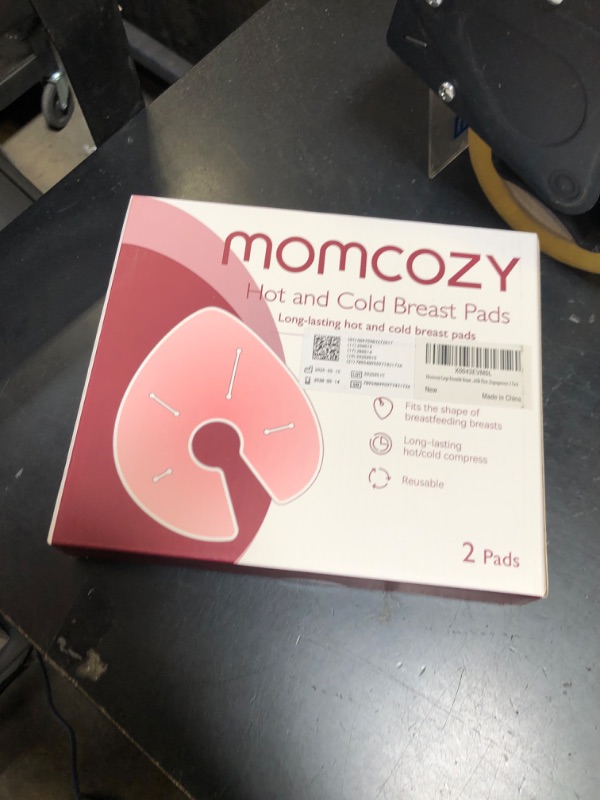 momcozy
Hot and Cold Breast Pads
Long-lasting hot and cold breast pads
X004I8EVM6L
New
Made in China
Fits the shape of
breastfeeding breasts
Long-lasting
hot/cold compress
Reusable
2 Pads